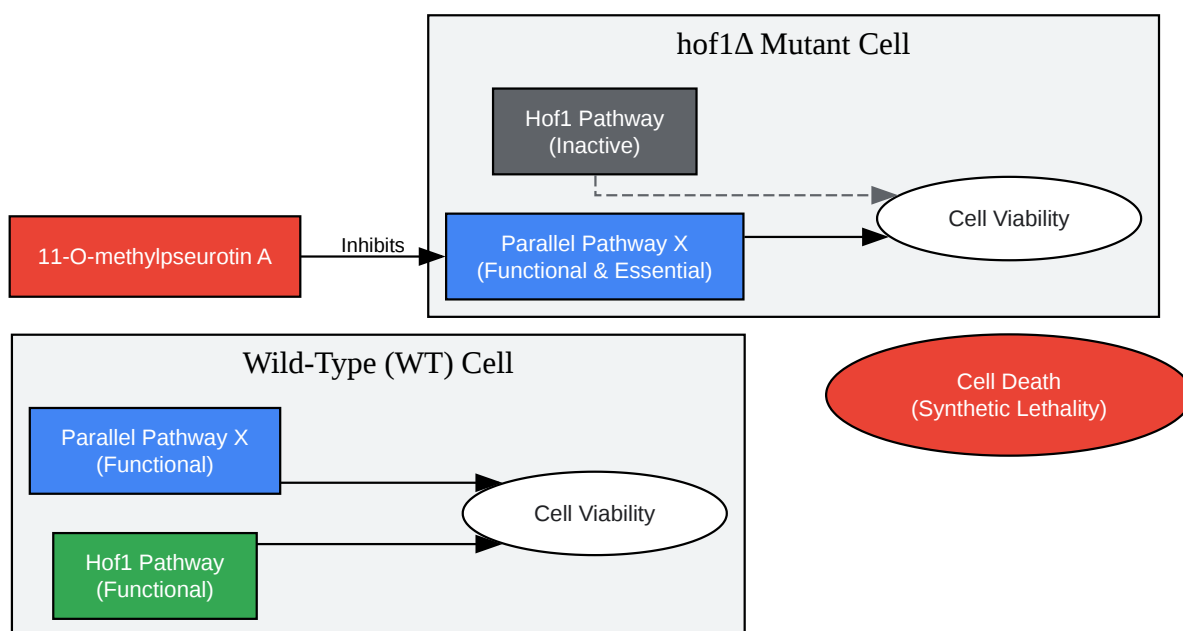 hof1Δ Mutant Cell
Hof1 Pathway
(Inactive)
Cell Viability
11-O-methylpseurotin A
Inhibits
Parallel Pathway X
(Functional & Essential)
Wild-Type (WT) Cell
Cell Death
(Synthetic Lethality)
Parallel Pathway X
(Functional)
Cell Viability
Hof1 Pathway
(Functional)